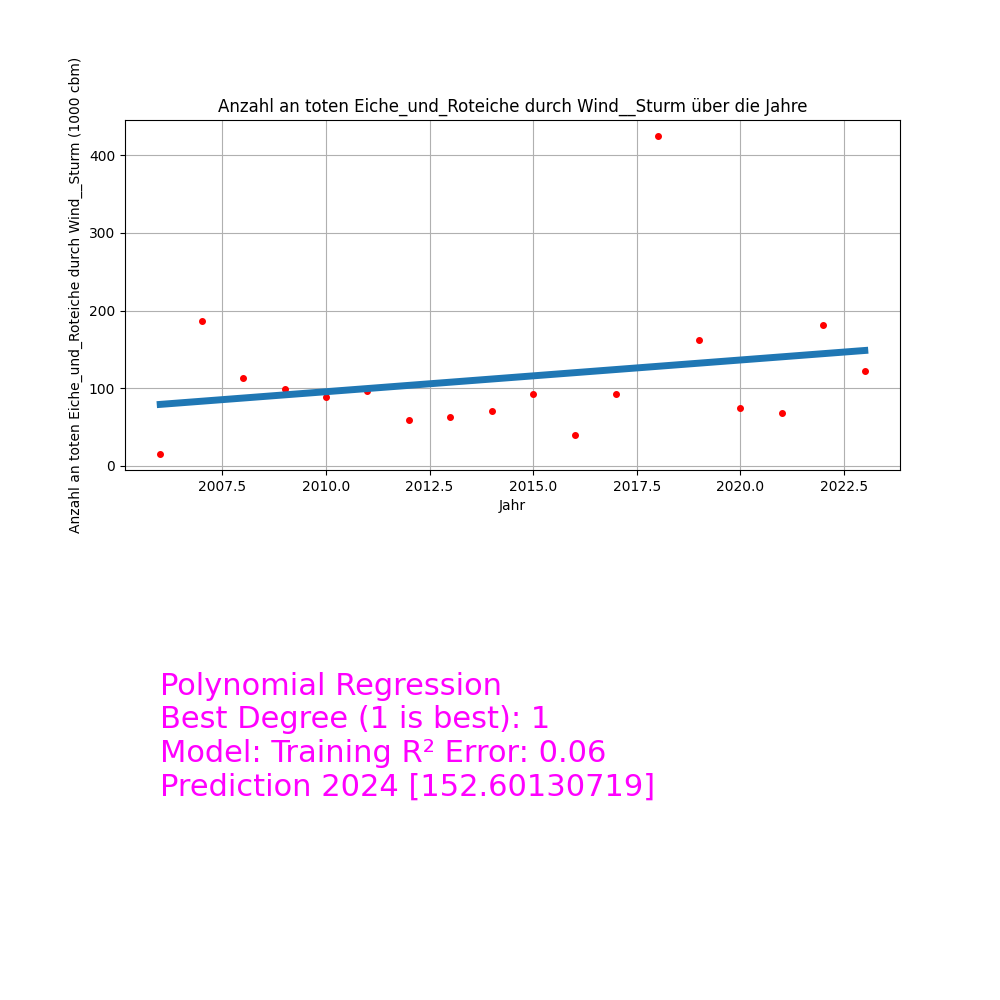 Anzahl an toten Eiche_und_Roteiche durch Wind__Sturm über die Jahre
Anzahl an toten Eiche_und_Roteiche durch Wind__Sturm (1000 cbm)
400
300
200
100
0
2007.5 2010.0 2012.5 2015.0 2017.5 2020.0 2022.5
Jahr
Polynomial Regression
Best Degree (1 is best): 1
Model: Training R² Error: 0.06
Prediction 2024 [152.60130719]